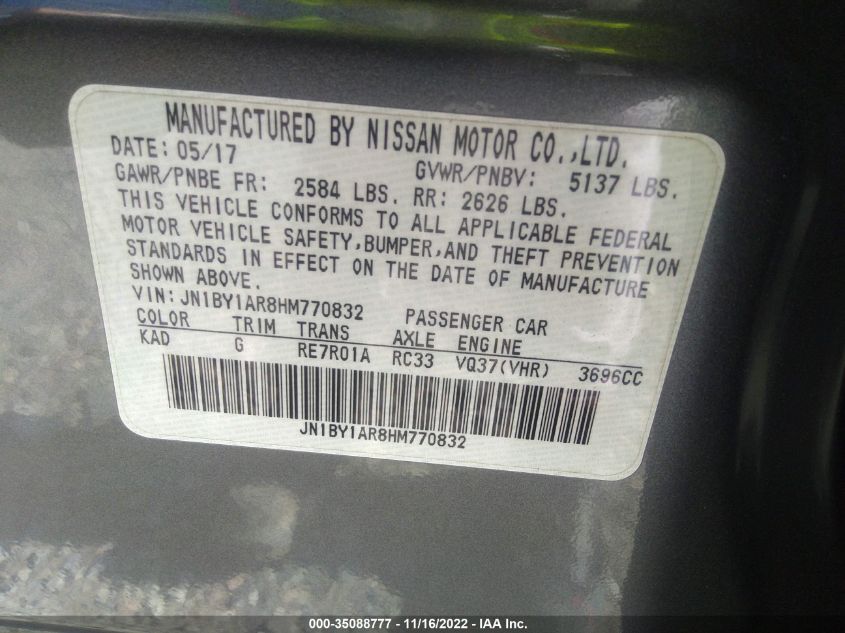 MANUFACTURED BY NISSAN MOTOR CO.,LTD.
DATE: 05/17 GVWR/PNBV: 5137 LBS.
GAWR/PNBE FR: 2584 LBS. RR: 2626 LBS.
THIS VEHICLE CONFORMS TO ALL APPLICABLE FEDERAL
MOTOR VEHICLE SAFETY,BUMPER,AND THEFT PREVENTION
STANDARDS IN EFFECT ON THE DATE OF MANUFACTURE
SHOWN ABOVE.
VIN: JN1BY1AR8HM770832 PASSENGER CAR
COLOR TRIM TRANS AXLE ENGINE
KAD G RE7R01A RC33 VQ37(VHR) 3696CC
JN1BY1AR8HM770832
000-35088777 - 11/16/2022 - IAA Inc.